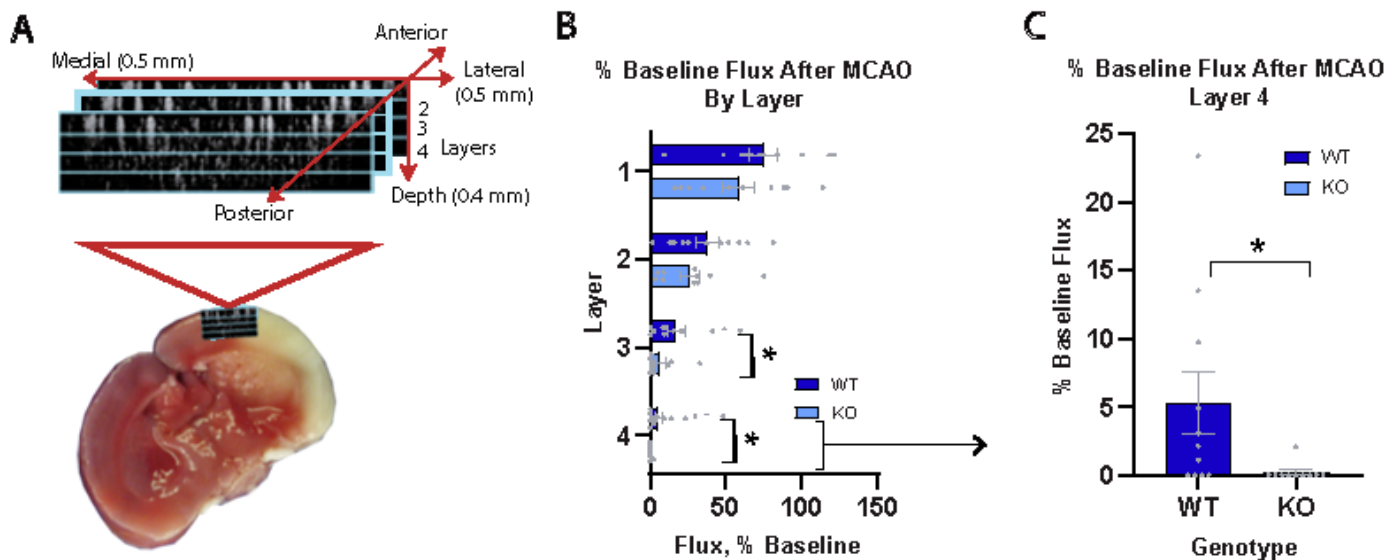 A
Anterior
Medial (0.5 mm)
Lateral
(0.5 mm)
2
3
4
Layers
Depth (0.4 mm)
Posterior
B
% Baseline Flux After MCAO
By Layer
Layer
1
2
3
4
*
*
WT
KO
0
50
100
150
Flux, % Baseline
C
% Baseline Flux After MCAO
Layer 4
% Baseline Flux
25
20
15
10
5
0
WT
KO
*
WT
KO
Genotype